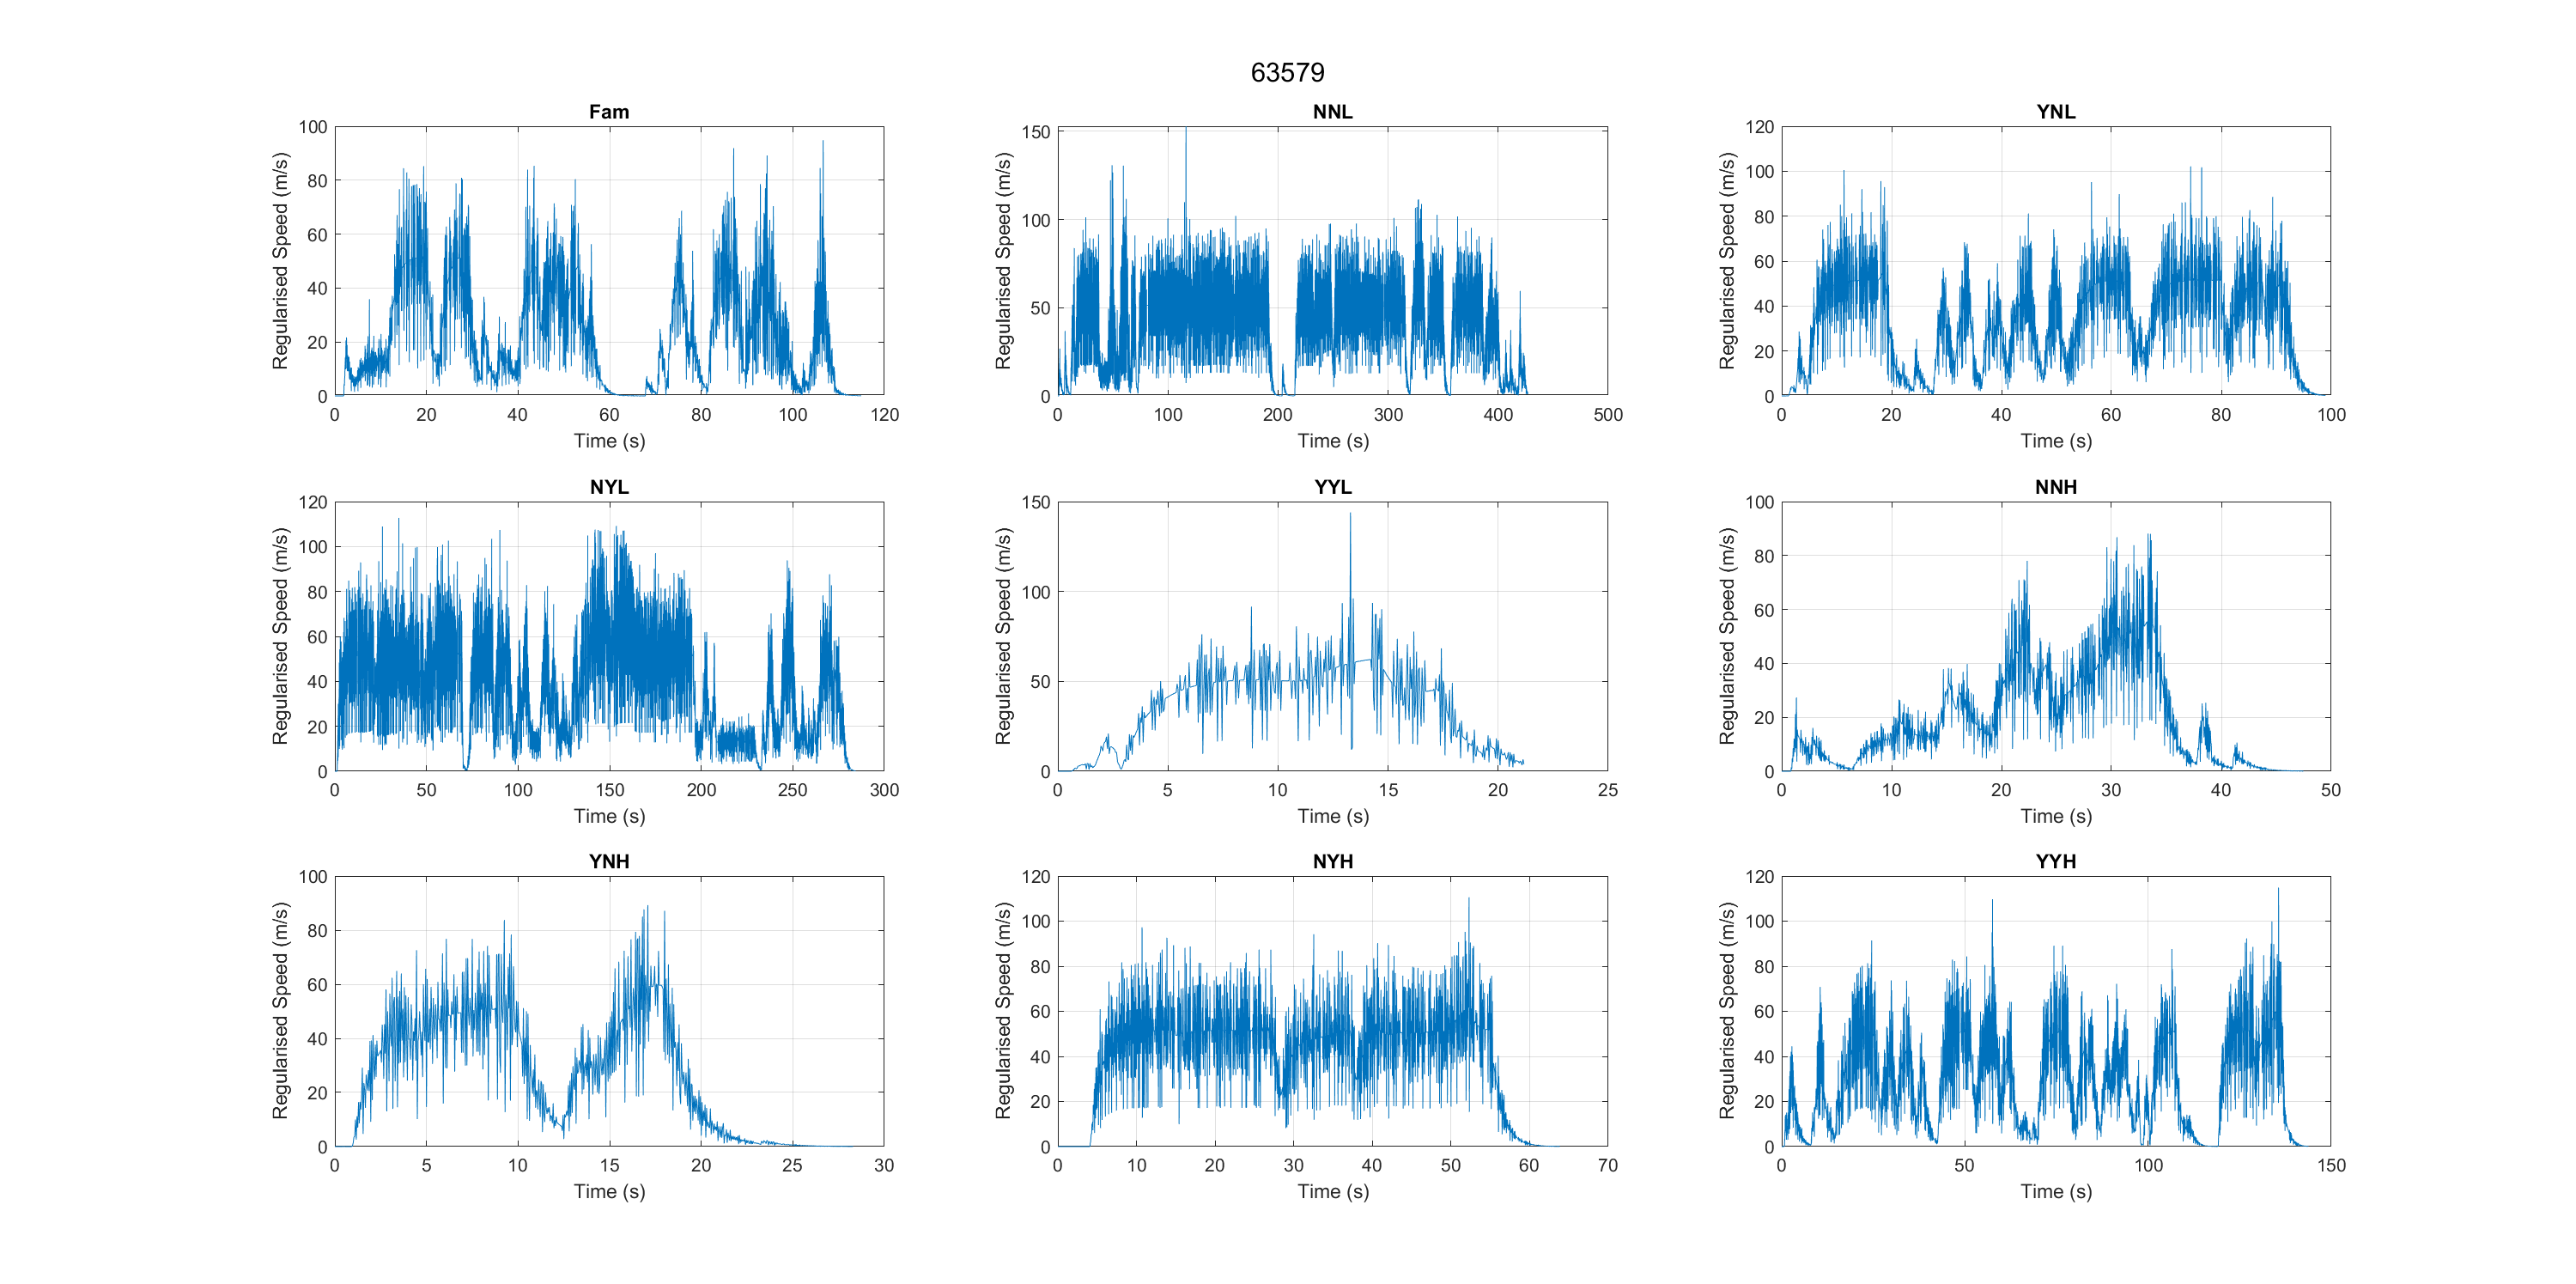 63579
Fam
Regularised Speed (m/s)
100
80
60
40
20
0
0 20 40 60 80 100 120
Time (s)
NNL
Regularised Speed (m/s)
150
100
50
0
0 100 200 300 400 500
Time (s)
YNL
Regularised Speed (m/s)
120
100
80
60
40
20
0
0 20 40 60 80 100
Time (s)
NYL
Regularised Speed (m/s)
120
100
80
60
40
20
0
0 50 100 150 200 250 300
Time (s)
YYL
Regularised Speed (m/s)
150
100
50
0
0 5 10 15 20 25
Time (s)
NNH
Regularised Speed (m/s)
100
80
60
40
20
0
0 10 20 30 40 50
Time (s)
YNH
Regularised Speed (m/s)
100
80
60
40
20
0
0 5 10 15 20 25 30
Time (s)
NYH
Regularised Speed (m/s)
120
100
80
60
40
20
0
0 10 20 30 40 50 60 70
Time (s)
YYH
Regularised Speed (m/s)
120
100
80
60
40
20
0
0 50 100 150
Time (s)